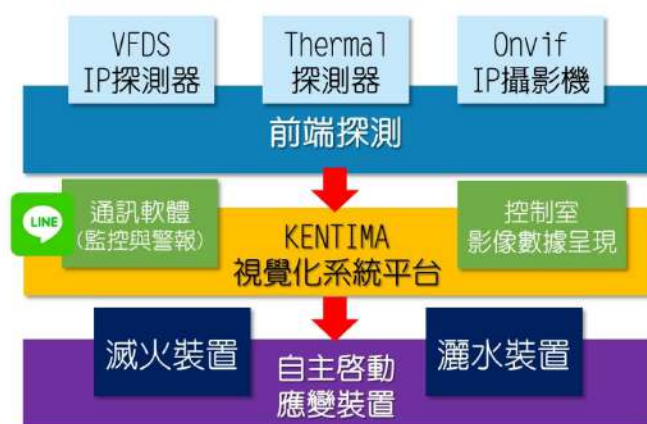 VFDS
IP探測器
Thermal
探測器
Onvif
IP攝影機
前端探測
LINE
通訊軟體
(監控與警報)
KENTIMA
視覺化系統平台
控制室
影像數據呈現
滅火裝置
自主啟動
應變裝置
灑水裝置